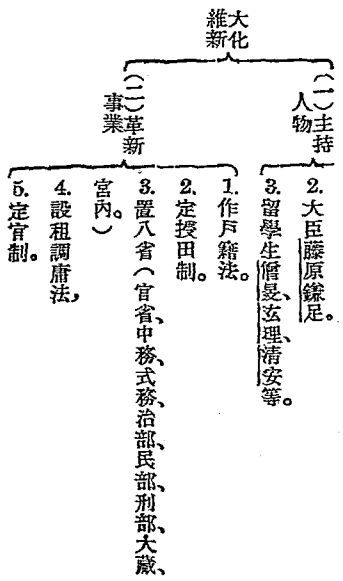 大化
維新
(一)主持
人物
2. 大臣藤原鎌足。
3. 留學生僧旻、玄理、清安等。
(二)革新
事業
1. 作戶籍法。
2. 定授田制。
3. 置八省(官省、中務、式務、治部、民部、刑部、大藏、
宮內。)
4. 設租調庸法,
5. 定官制。